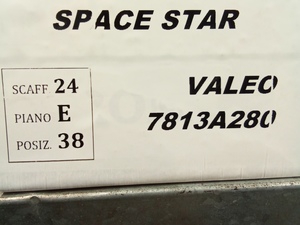 SPACE STAR
SCAFF 24
PIANO E
POSIZ. 38
VALEO
7813A280